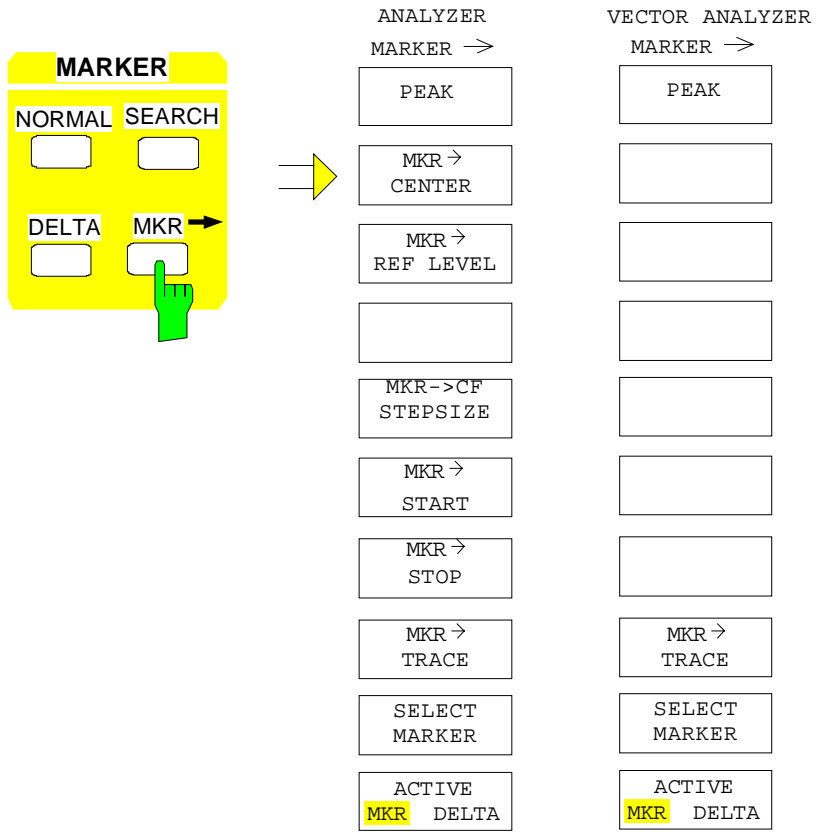 MARKER
NORMAL SEARCH
DELTA MKR →
ANALYZER
MARKER →
PEAK
MKR →
CENTER
MKR →
REF LEVEL
MKR->CF
STEPSIZE
MKR →
START
MKR →
STOP
MKR →
TRACE
SELECT
MARKER
ACTIVE
MKR DELTA
VECTOR ANALYZER
MARKER →
PEAK
MKR →
TRACE
SELECT
MARKER
ACTIVE
MKR DELTA